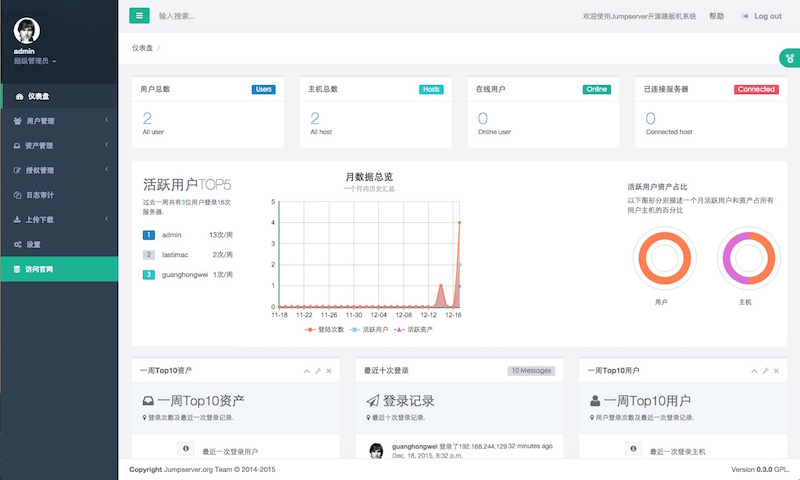 输入搜索...
欢迎使用Jumpserver开源跳板机系统 帮助 Log out
admin
超级管理员
仪表盘
用户管理
资产管理
授权管理
日志审计
上传下载
设置
访问官网
仪表盘 /
用户总数 Users
2
All user
主机总数 Hosts
2
All host
在线用户 Online
0
Online user
已连接服务器 Connected
0
Connected host
活跃用户TOP5
过去一周共有3位用户登录16次
服务器.
1 admin 13次/周
2 lastimac 2次/周
3 guanghongwei 1次/周
月数据总览
一个月内历史汇总
5
4
3
2
1
0
11-18 11-22 11-26 11-30 12-04 12-08 12-12 12-16
登陆次数 活跃用户 活跃资产
活跃用户资产占比
以下图形分别描述一个月活跃用户和资产占所有
用户主机的百分比
用户 主机
一周Top10资产
一周Top10资产
登录次数及最近一次登录记录.
最近一次登录用户
最近十次登录 10 Messages
登录记录
最近十次登录记录.
guanghongwei 登录了192.168.244.129 32 minutes ago
Dec. 18, 2015, 8:32 p.m.
一周Top10用户
一周Top10用户
用户登录次数及最近一次登录记录.
最近一次登录主机
Copyright Jumpserver.org Team © 2014-2015
Version 0.3.0 GPL.